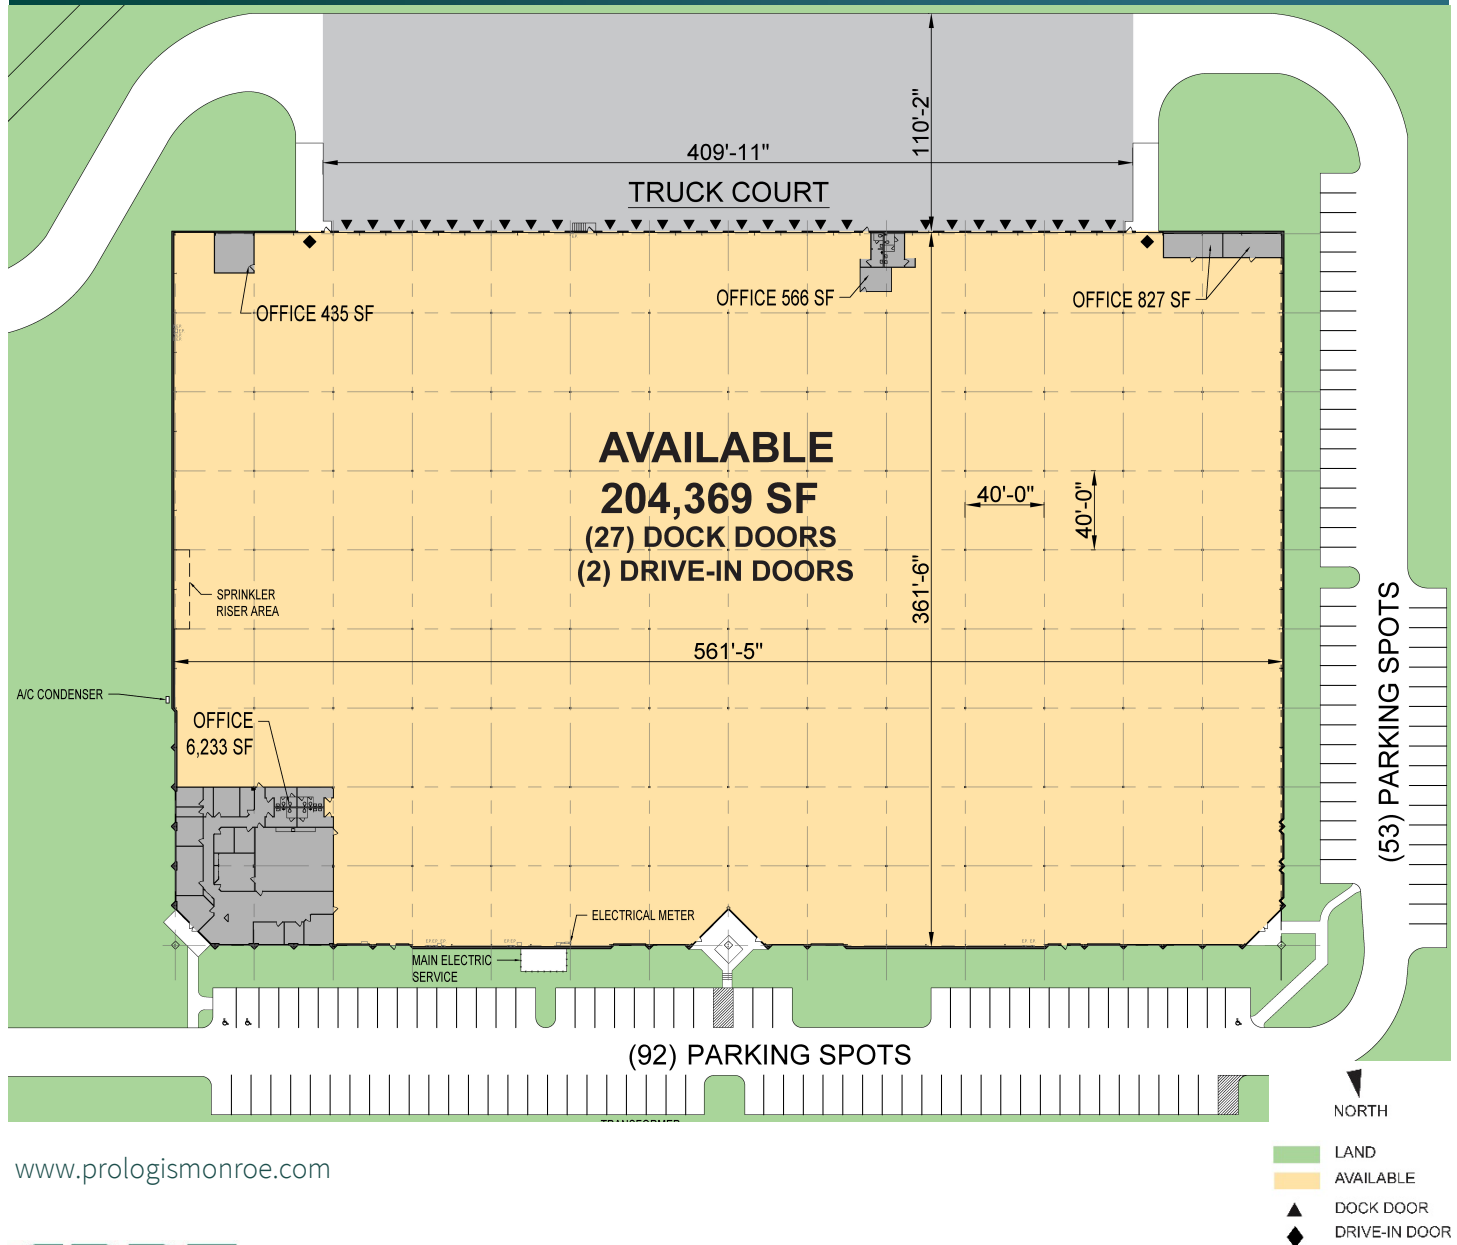 110'-2"
409'-11"
TRUCK COURT
OFFICE 435 SF
OFFICE 566 SF
OFFICE 827 SF
AVAILABLE
204,369 SF
(27) DOCK DOORS
(2) DRIVE-IN DOORS
40'-0"
40'-0"
361'-6"
SPRINKLER
RISER AREA
561'-5"
A/C CONDENSER
OFFICE
6,233 SF
(53) PARKING SPOTS
ELECTRICAL METER
MAIN ELECTRIC
SERVICE
(92) PARKING SPOTS
NORTH
www.prologismonroe.com
LAND
AVAILABLE
DOCK DOOR
DRIVE-IN DOOR